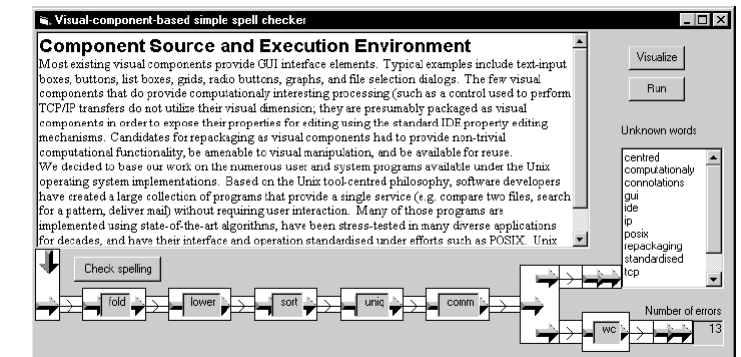 Visual-component-based simple spell checker
Component Source and Execution Environment
Most existing visual components provide GUI interface elements. Typical examples include text-input
boxes, buttons, list boxes, grids, radio buttons, graphs, and file selection dialogs. The few visual
components that do provide computationaly interesting processing (such as a control used to perform
TCP/IP transfers do not utilize their visual dimension; they are presumably packaged as visual
components in order to expose their properties for editing using the standard IDE property editing
mechanisms. Candidates for repackaging as visual components had to provide non-trivial
computational functionality, be amenable to visual manipulation, and be available for reuse.
We decided to base our work on the numerous user and system programs available under the Unix
operating system implementations. Based on the Unix tool-centred philosophy, software developers
have created a large collection of programs that provide a single service (e.g. compare two files, search
for a pattern, deliver mail) without requiring user interaction. Many of those programs are
implemented using state-of-the-art algorithms, have been stress-tested in many diverse applications
for decades, and have their interface and operation standardised under efforts such as POSIX. Unix
Visualize
Run
Unknown words
centred
computationaly
connotations
gui
ide
ip
posix
repackaging
standardised
tcp
Check spelling
fold
lower
sort
uniq
comm
wc
Number of errors
13